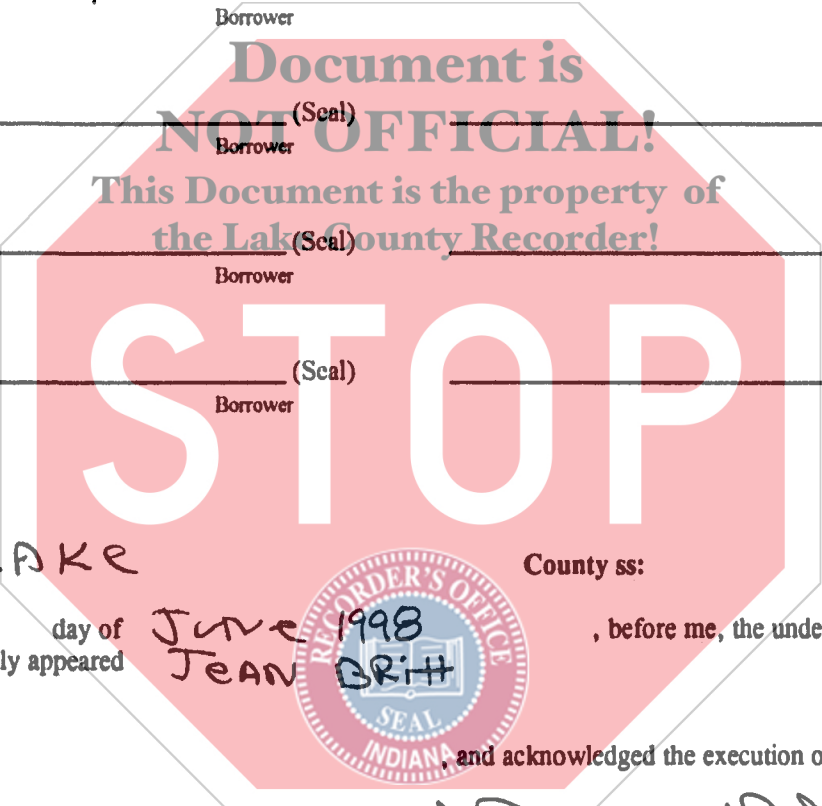 Borrower
Document is
(Seal)
NOT OFFICIAL!
Borrower
This Document is the property of
the Lake County Recorder!
(Seal)
Borrower
STOP
(Seal)
Borrower
LAKE
County ss:
day of June 1998 , before me, the unde
ly appeared JEAN BRitt
RECORDER'S OFFICE
SEAL
INDIANA
, and acknowledged the execution o